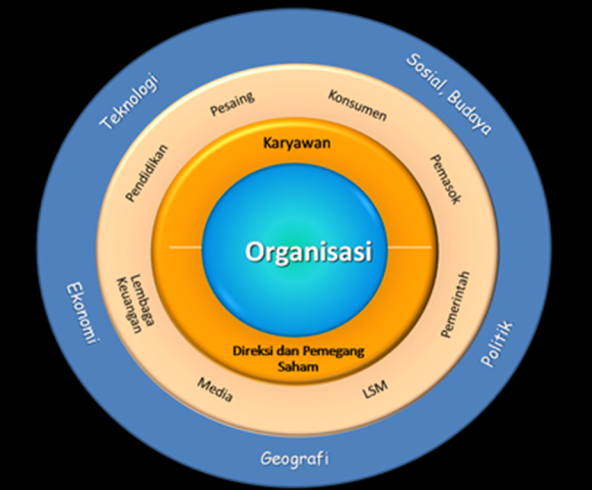 Teknologi
Sosial, Budaya
Pesaing
Konsumen
Karyawan
Pendidikan
Pemasok
Organisasi
Lembaga
Keuangan
Pemerintah
Ekonomi
Politik
Direksi dan Pemegang
Saham
Media
LSM
Geografi